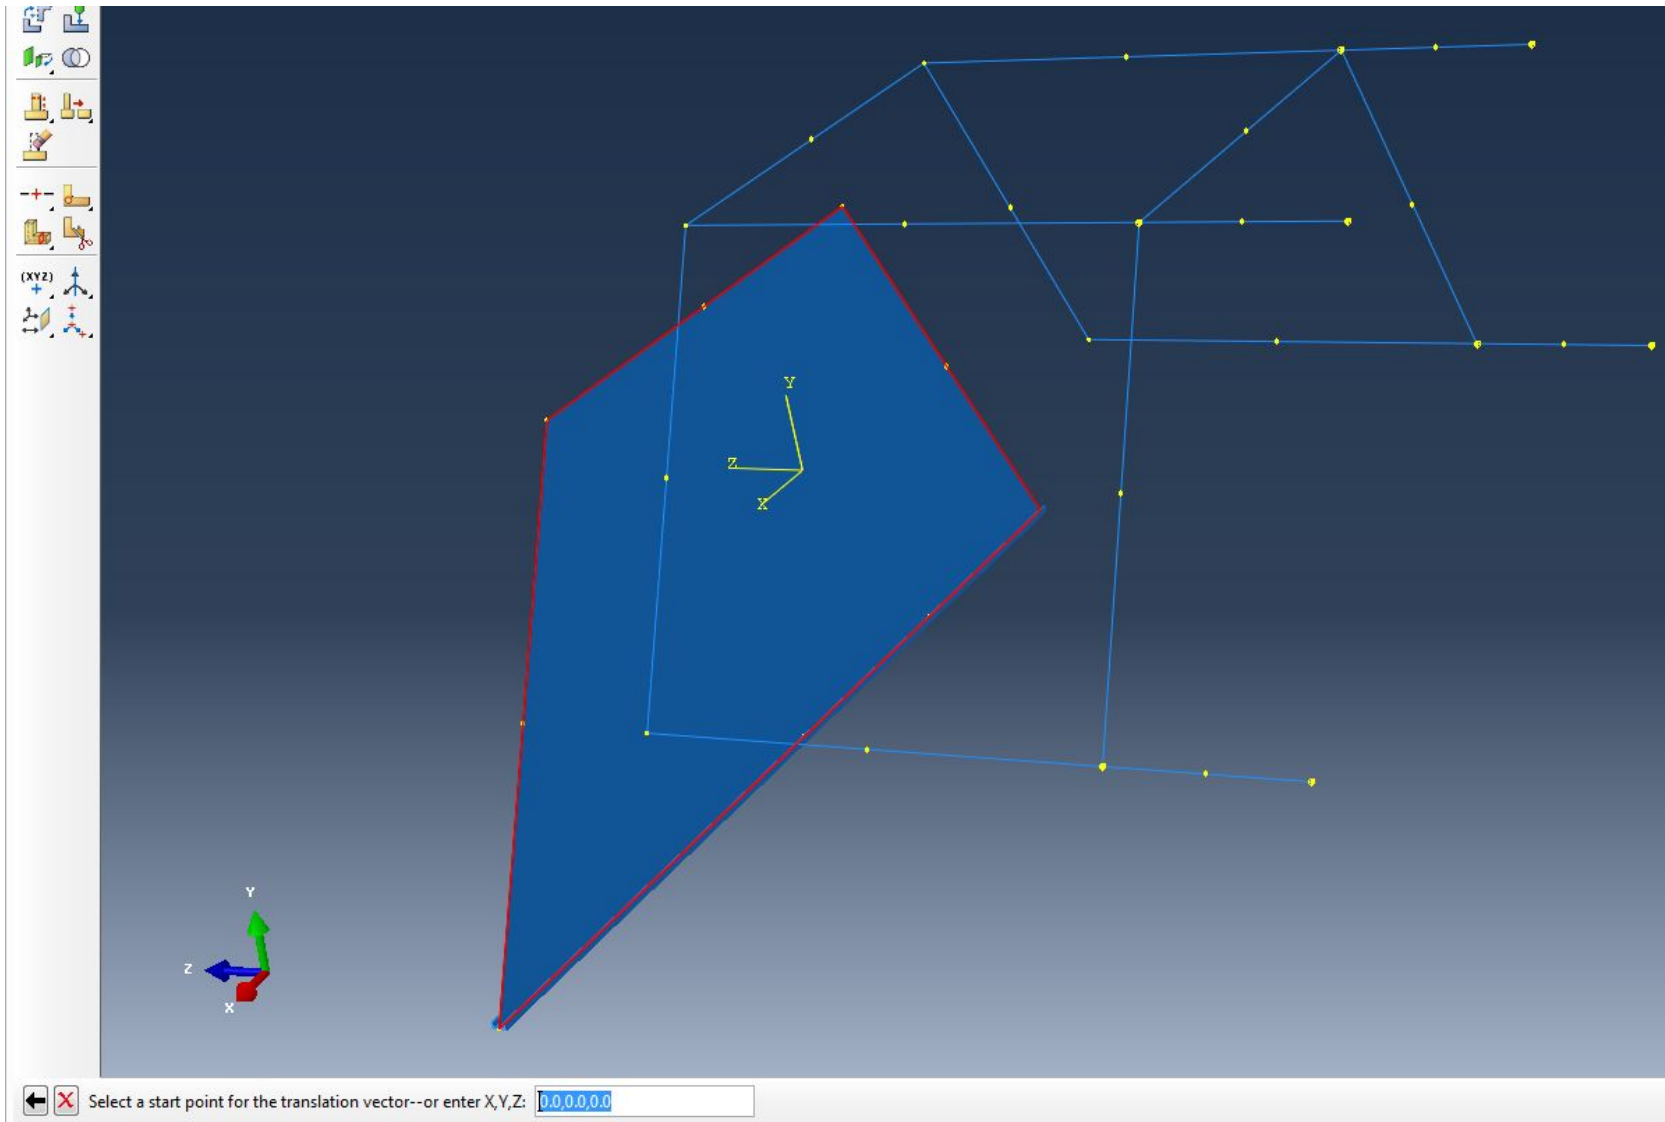 (XYZ)
Y
Z
X
Y
Z
X
Select a start point for the translation vector--or enter X,Y,Z: 0.0,0.0,0.0